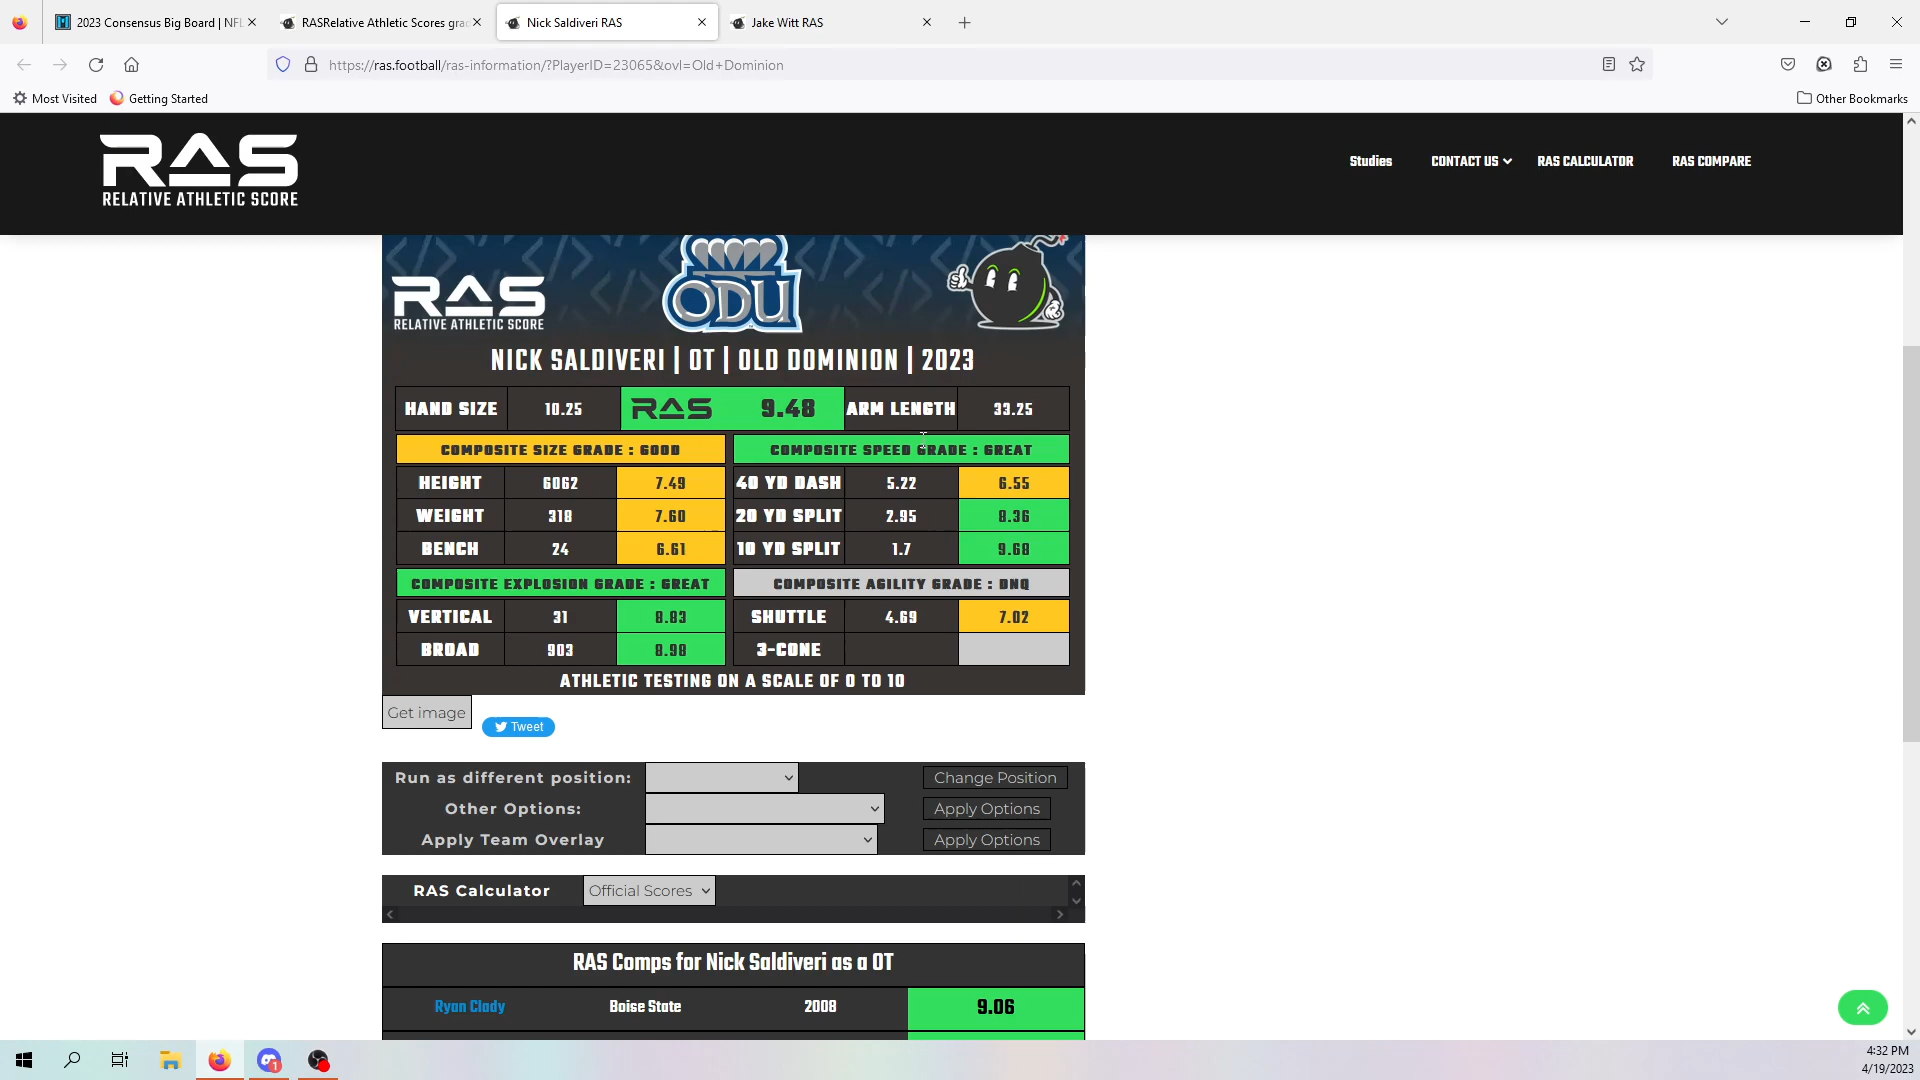 2023 Consensus Big Board | NFL
RASRelative Athletic Scores grad
Nick Saldiveri RAS
Jake Witt RAS
https://ras.football/ras-information/?PlayerID=23065&ovl=Old+Dominion
Most Visited
Getting Started
Other Bookmarks
RAS
RELATIVE ATHLETIC SCORE
Studies
CONTACT US
RAS CALCULATOR
RAS COMPARE
RAS
RELATIVE ATHLETIC SCORE
ODU
NICK SALDIVERI | OT | OLD DOMINION | 2023
HAND SIZE 10.25 RAS 9.48 ARM LENGTH 33.25
COMPOSITE SIZE GRADE : GOOD COMPOSITE SPEED GRADE : GREAT
HEIGHT 6062 7.49 40 YD DASH 5.22 6.55
WEIGHT 318 7.60 20 YD SPLIT 2.95 8.36
BENCH 24 6.61 10 YD SPLIT 1.7 9.68
COMPOSITE EXPLOSION GRADE : GREAT COMPOSITE AGILITY GRADE : DNQ
VERTICAL 31 8.83 SHUTTLE 4.69 7.02
BROAD 903 8.98 3-CONE
ATHLETIC TESTING ON A SCALE OF 0 TO 10
Get image
Tweet
Run as different position: Change Position
Other Options: Apply Options
Apply Team Overlay Apply Options
RAS Calculator Official Scores
RAS Comps for Nick Saldiveri as a OT
Ryan Clady Boise State 2008 9.06
1
4:32 PM
4/19/2023